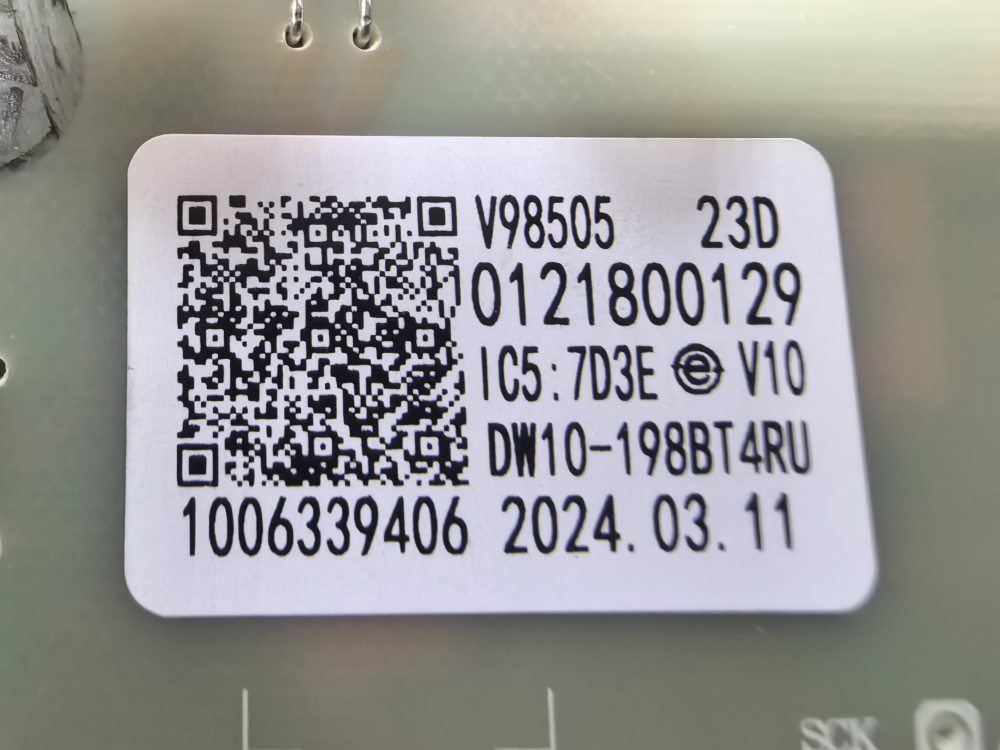 V98505 23D
0121800129
IC5:7D3E e V10
DW10-198BT4RU
1006339406 2024.03.11
SCK